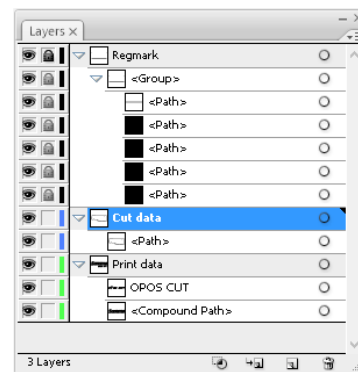 Layers ×
Regmark
<Group>
<Path>
<Path>
<Path>
<Path>
<Path>
Cut data
<Path>
Print data
OPOS CUT
<Compound Path>
3 Layers